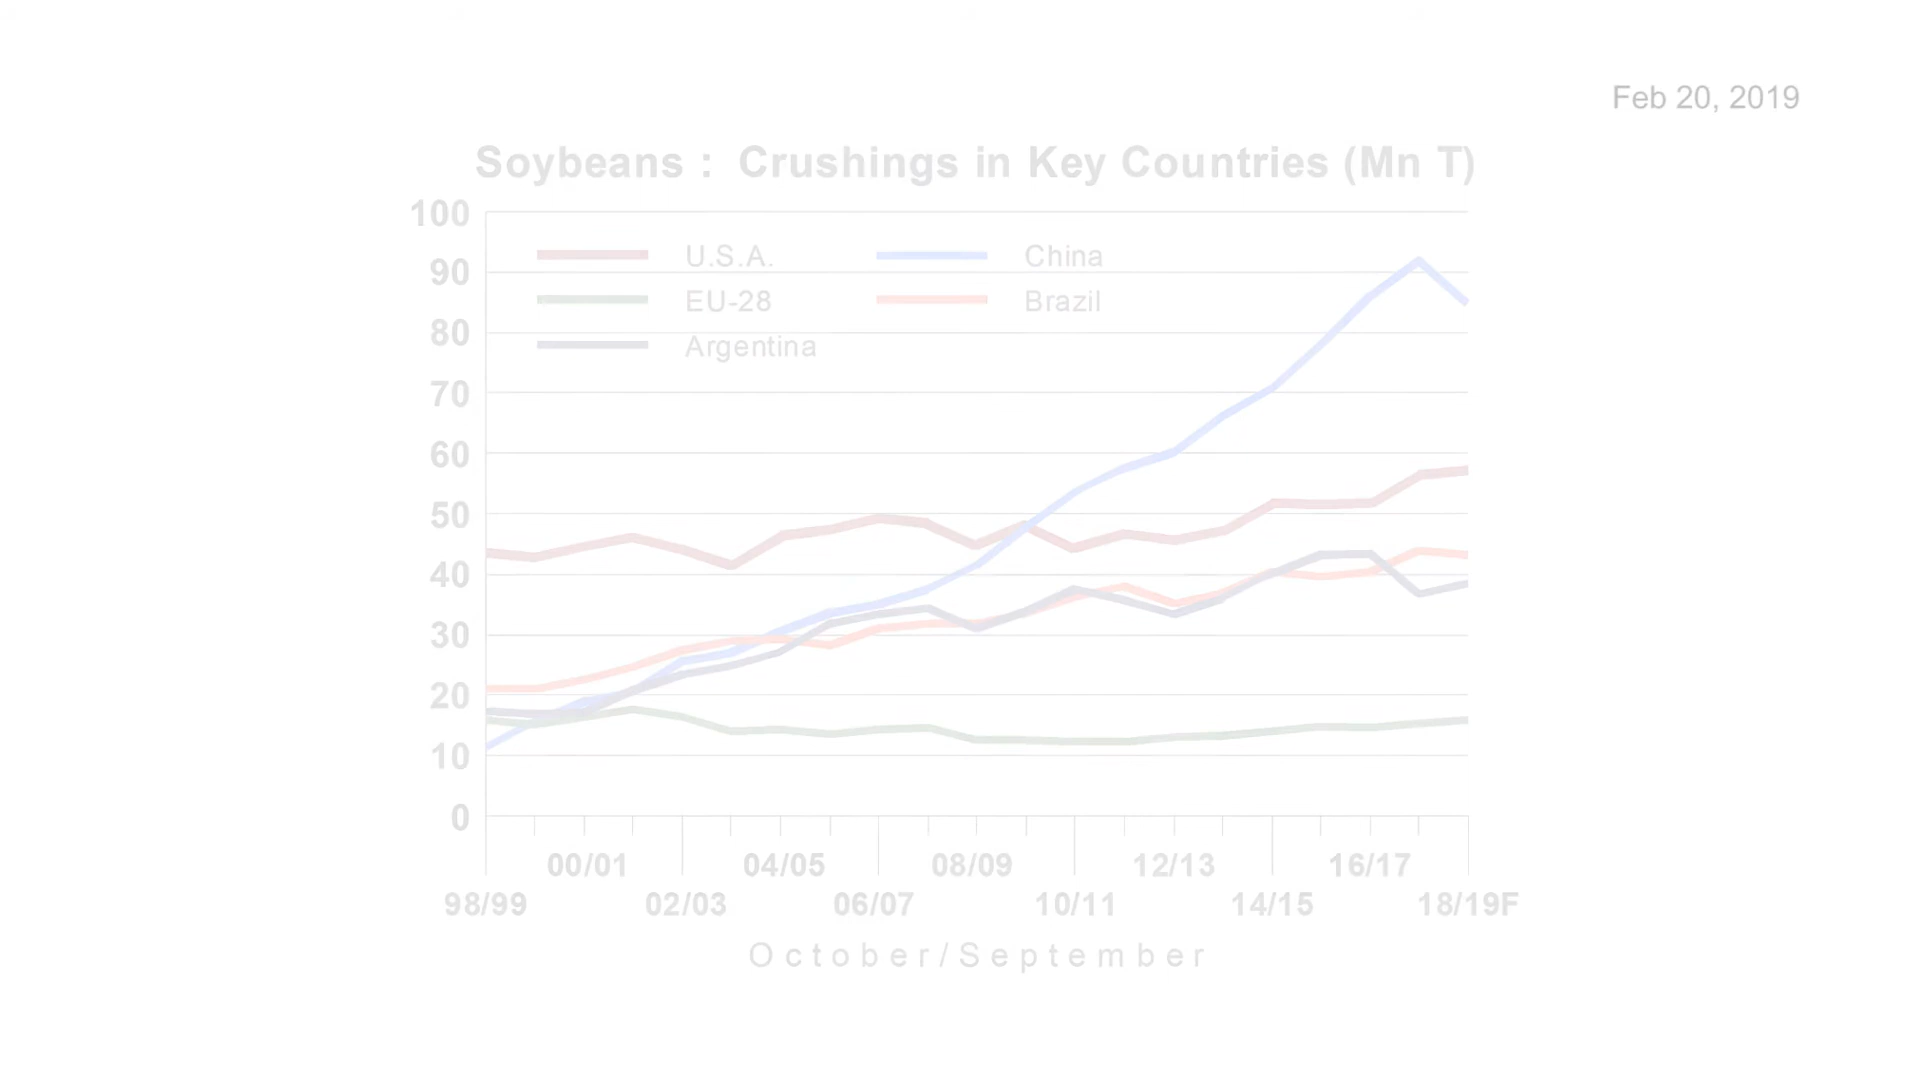 Feb 20, 2019
Soybeans : Crushings in Key Countries (Mn T)
100
90
80
70
60
50
40
30
20
10
0
U.S.A.
China
EU-28
Brazil
Argentina
00/01
04/05
08/09
12/13
16/17
98/99
02/03
06/07
10/11
14/15
18/19F
October/September